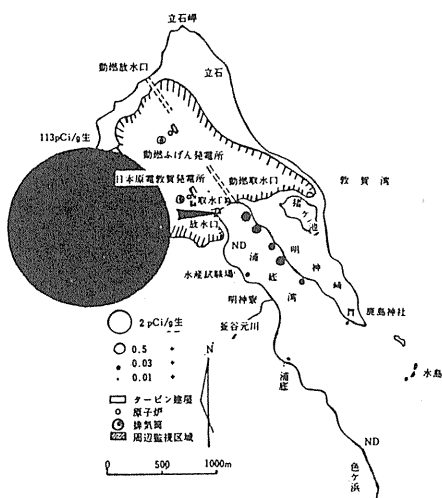 立石岬
立石
動燃放水口
113pCi/g生
動燃ふげん発電所
敦賀湾
日本原電敦賀発電所
動燃取水口
取水口
猪ケ池
放水口
ND
浦底湾
明神崎
水産試験場
明神寮
門
鹿島神社
釜谷元川
2 pCi/g生
0.5 〃
0.03 〃
0.01 〃
N
水島
浦底
タービン建屋
原子炉
排気筒
周辺監視区域
ND
0 500 1000m
色ケ浜